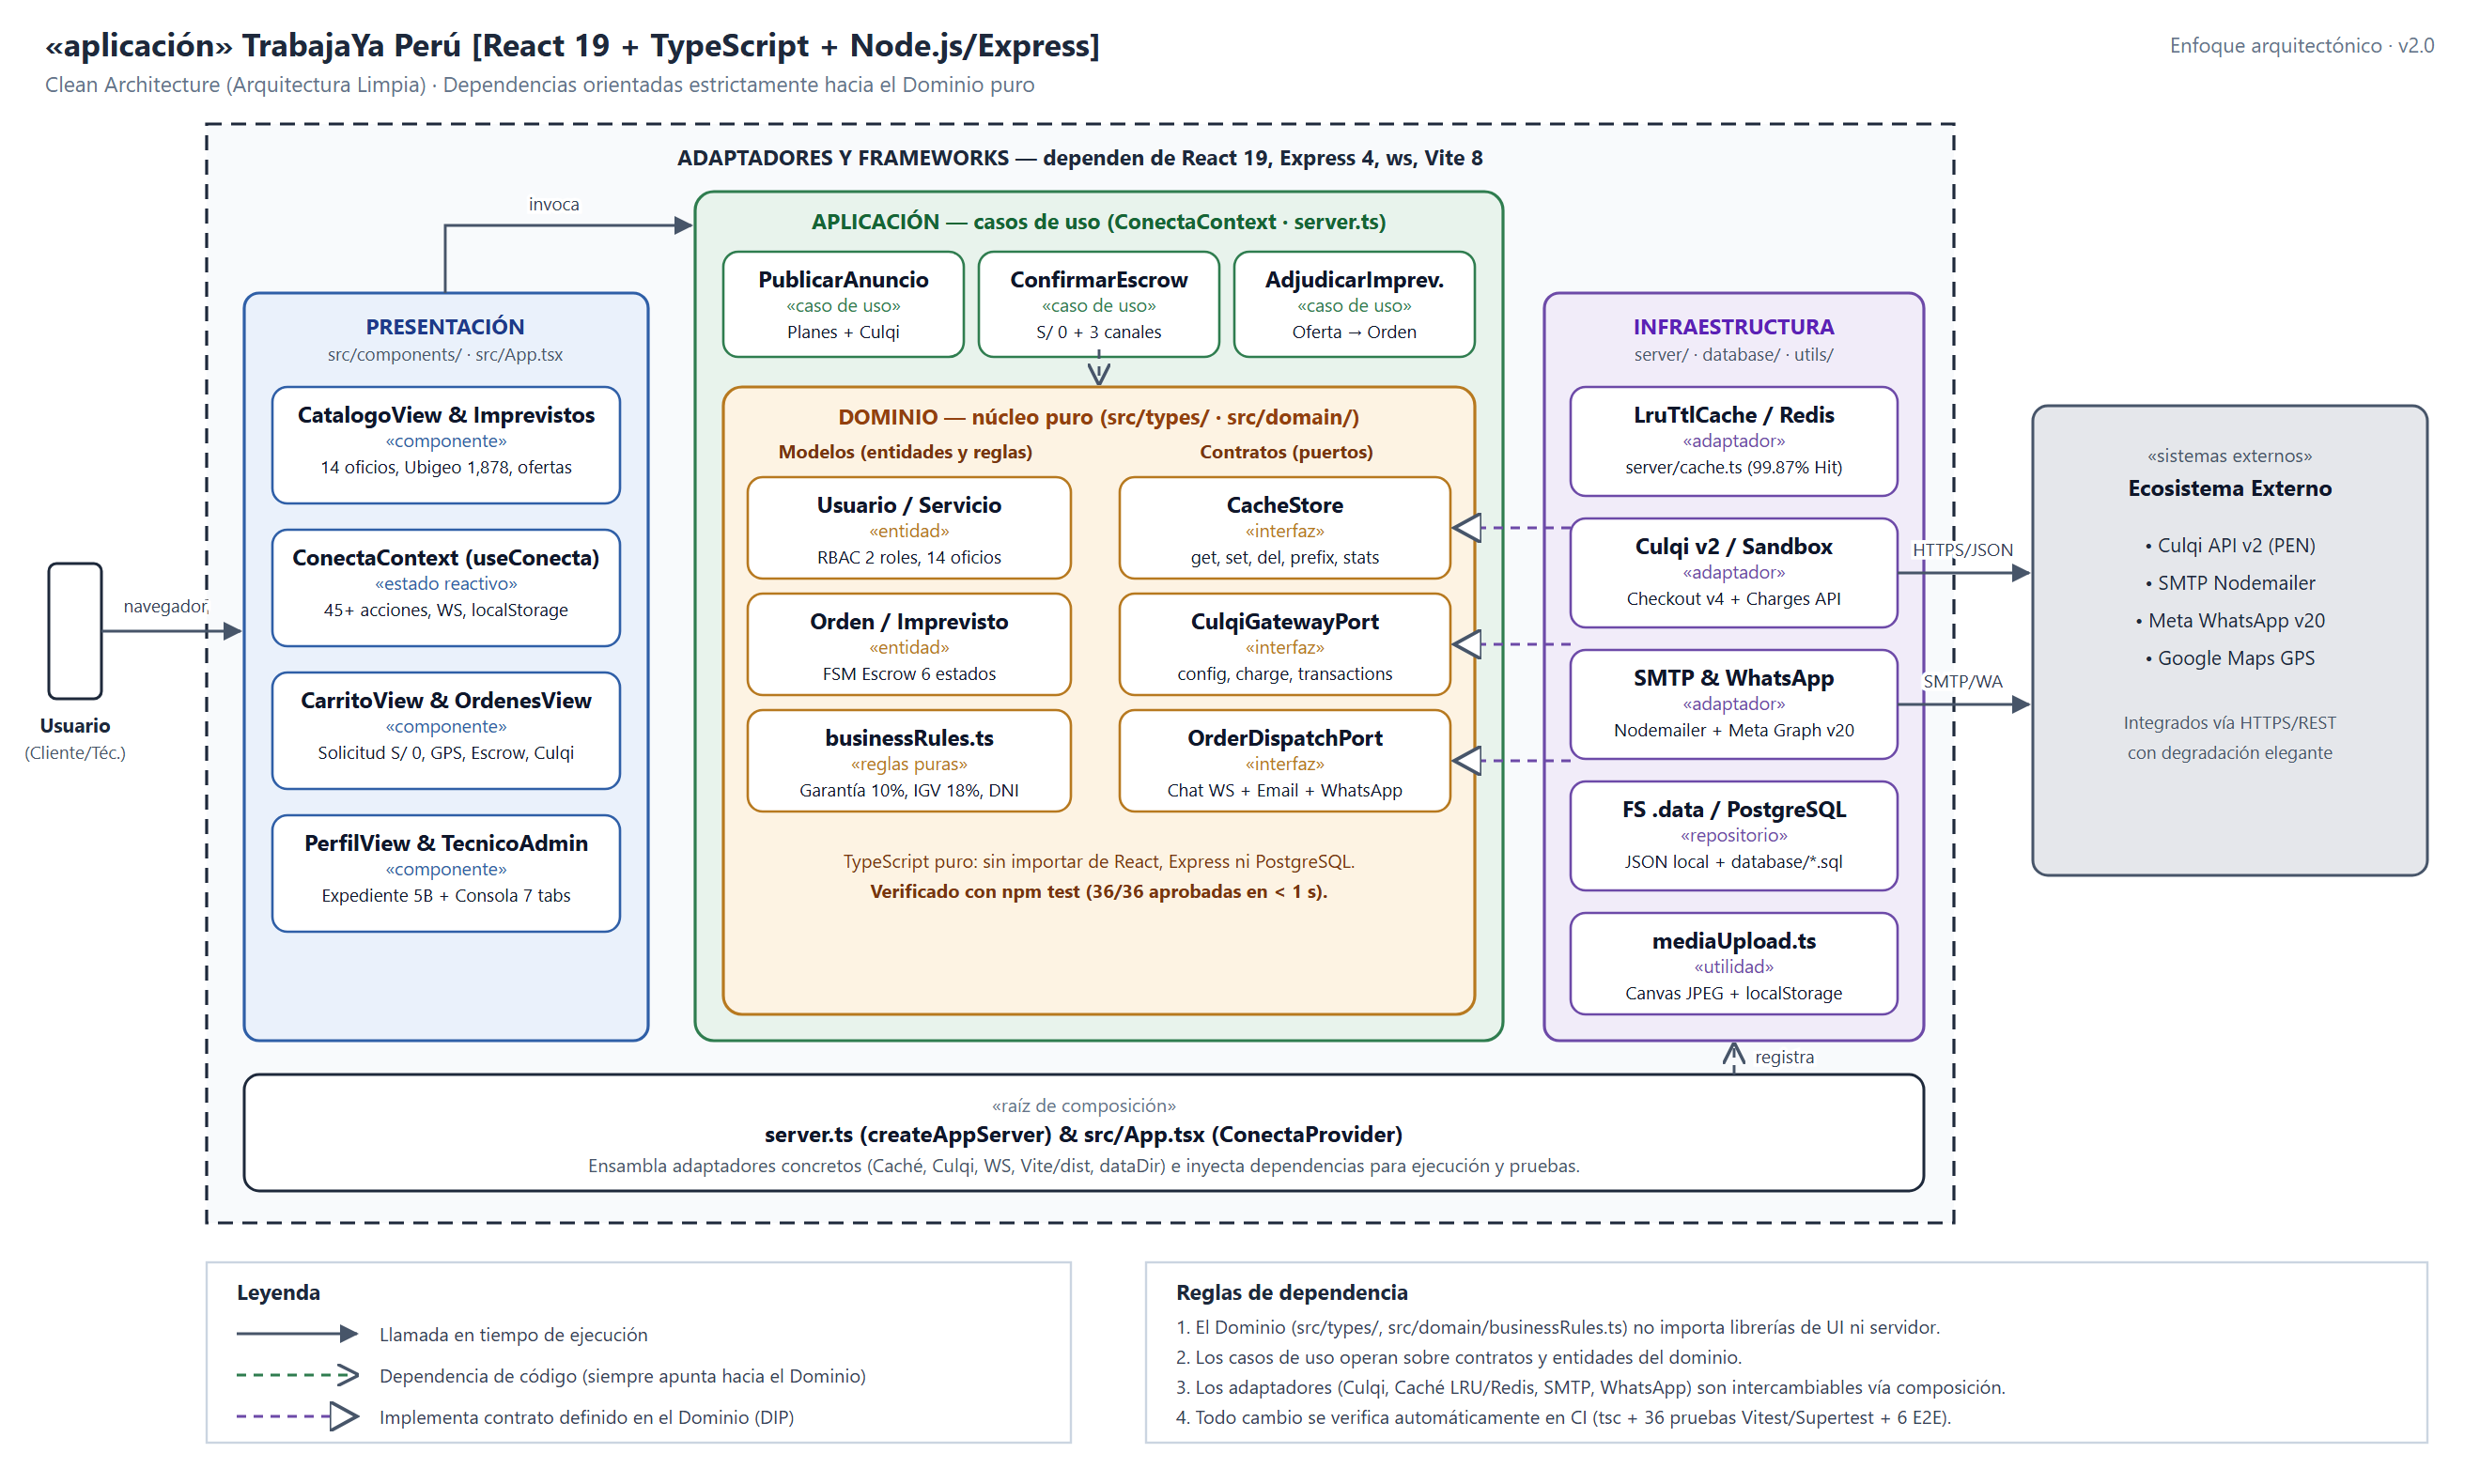 «aplicación» TrabajaYa Perú [React 19 + TypeScript + Node.js/Express]
Enfoque arquitectónico · v2.0
Clean Architecture (Arquitectura Limpia) · Dependencias orientadas estrictamente hacia el Dominio puro
ADAPTADORES Y FRAMEWORKS — dependen de React 19, Express 4, ws, Vite 8
Usuario
(Cliente/Téc.)
navegador
invoca
PRESENTACIÓN
src/components/ · src/App.tsx
CatalogoView & Imprevistos
«componente»
14 oficios, Ubigeo 1,878, ofertas
ConectaContext (useConecta)
«estado reactivo»
45+ acciones, WS, localStorage
CarritoView & OrdenesView
«componente»
Solicitud S/ 0, GPS, Escrow, Culqi
PerfilView & TecnicoAdmin
«componente»
Expediente 5B + Consola 7 tabs
APLICACIÓN — casos de uso (ConectaContext · server.ts)
PublicarAnuncio
«caso de uso»
Planes + Culqi
ConfirmarEscrow
«caso de uso»
S/ 0 + 3 canales
AdjudicarImprev.
«caso de uso»
Oferta → Orden
DOMINIO — núcleo puro (src/types/ · src/domain/)
Modelos (entidades y reglas)
Usuario / Servicio
«entidad»
RBAC 2 roles, 14 oficios
Orden / Imprevisto
«entidad»
FSM Escrow 6 estados
businessRules.ts
«reglas puras»
Garantía 10%, IGV 18%, DNI
Contratos (puertos)
CacheStore
«interfaz»
get, set, del, prefix, stats
CulqiGatewayPort
«interfaz»
config, charge, transactions
OrderDispatchPort
«interfaz»
Chat WS + Email + WhatsApp
TypeScript puro: sin importar de React, Express ni PostgreSQL.
Verificado con npm test (36/36 aprobadas en < 1 s).
INFRAESTRUCTURA
server/ · database/ · utils/
LruTtlCache / Redis
«adaptador»
server/cache.ts (99.87% Hit)
Culqi v2 / Sandbox
«adaptador»
Checkout v4 + Charges API
SMTP & WhatsApp
«adaptador»
Nodemailer + Meta Graph v20
FS .data / PostgreSQL
«repositorio»
JSON local + database/*.sql
mediaUpload.ts
«utilidad»
Canvas JPEG + localStorage
HTTPS/JSON
SMTP/WA
«sistemas externos»
Ecosistema Externo
• Culqi API v2 (PEN)
• SMTP Nodemailer
• Meta WhatsApp v20
• Google Maps GPS
Integrados vía HTTPS/REST
con degradación elegante
registra
«raíz de composición»
server.ts (createAppServer) & src/App.tsx (ConectaProvider)
Ensambla adaptadores concretos (Caché, Culqi, WS, Vite/dist, dataDir) e inyecta dependencias para ejecución y pruebas.
Leyenda
Llamada en tiempo de ejecución
Dependencia de código (siempre apunta hacia el Dominio)
Implementa contrato definido en el Dominio (DIP)
Reglas de dependencia
1. El Dominio (src/types/, src/domain/businessRules.ts) no importa librerías de UI ni servidor.
2. Los casos de uso operan sobre contratos y entidades del dominio.
3. Los adaptadores (Culqi, Caché LRU/Redis, SMTP, WhatsApp) son intercambiables vía composición.
4. Todo cambio se verifica automáticamente en CI (tsc + 36 pruebas Vitest/Supertest + 6 E2E).